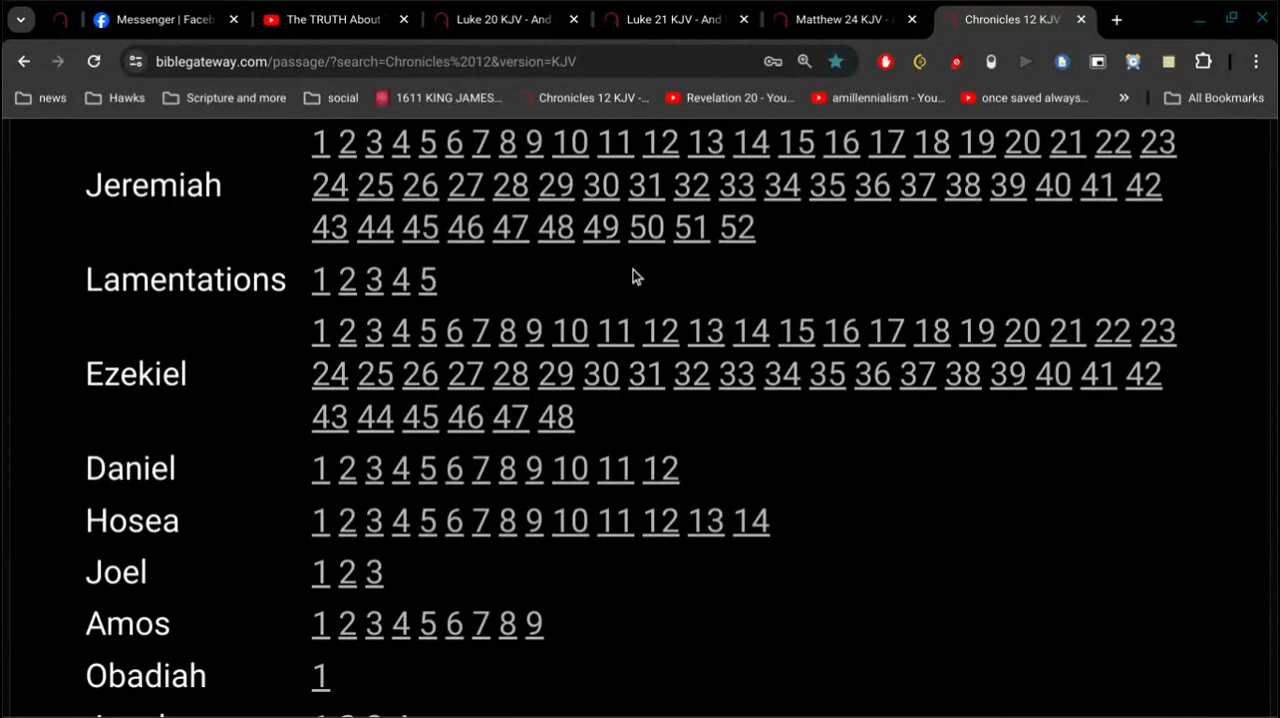 Messenger | Faceb
The TRUTH About
Luke 20 KJV - And
Luke 21 KJV - And
Matthew 24 KJV -
Chronicles 12 KJV
biblegateway.com/passage/?search=Chronicles%2012&version=KJV
news
Hawks
Scripture and more
social
1611 KING JAMES...
Chronicles 12 KJV -...
Revelation 20 - You...
amillennialism - You...
once saved always...
All Bookmarks
1 2 3 4 5 6 7 8 9 10 11 12 13 14 15 16 17 18 19 20 21 22 23
Jeremiah 24 25 26 27 28 29 30 31 32 33 34 35 36 37 38 39 40 41 42
43 44 45 46 47 48 49 50 51 52
Lamentations 1 2 3 4 5
1 2 3 4 5 6 7 8 9 10 11 12 13 14 15 16 17 18 19 20 21 22 23
Ezekiel 24 25 26 27 28 29 30 31 32 33 34 35 36 37 38 39 40 41 42
43 44 45 46 47 48
Daniel 1 2 3 4 5 6 7 8 9 10 11 12
Hosea 1 2 3 4 5 6 7 8 9 10 11 12 13 14
Joel 1 2 3
Amos 1 2 3 4 5 6 7 8 9
Obadiah 1